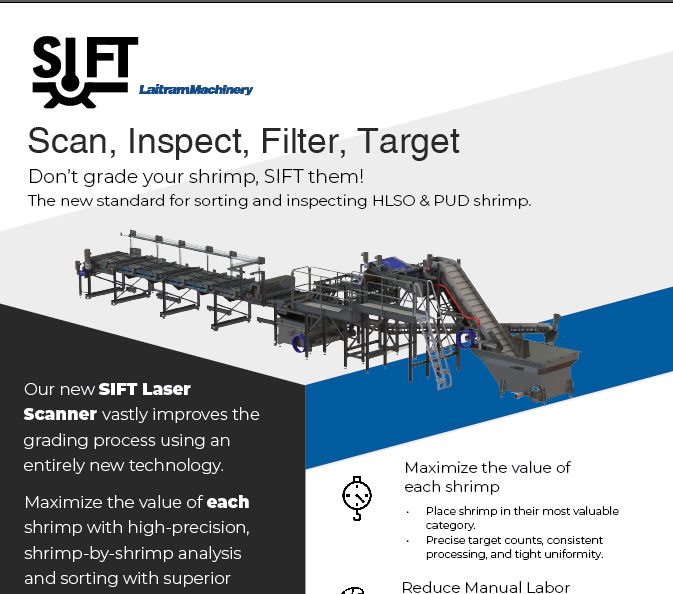 SIFT
LaitramMachinery
Scan, Inspect, Filter, Target
Don't grade your shrimp, SIFT them!
The new standard for sorting and inspecting HLSO & PUD shrimp.
Our new SIFT Laser
Scanner vastly improves the
grading process using an
entirely new technology.
Maximize the value of each
shrimp with high-precision,
shrimp-by-shrimp analysis
and sorting with superior
Maximize the value of
each shrimp
· Place shrimp in their most valuable
category.
· Precise target counts, consistent
processing, and tight uniformity.
Reduce Manual Labor